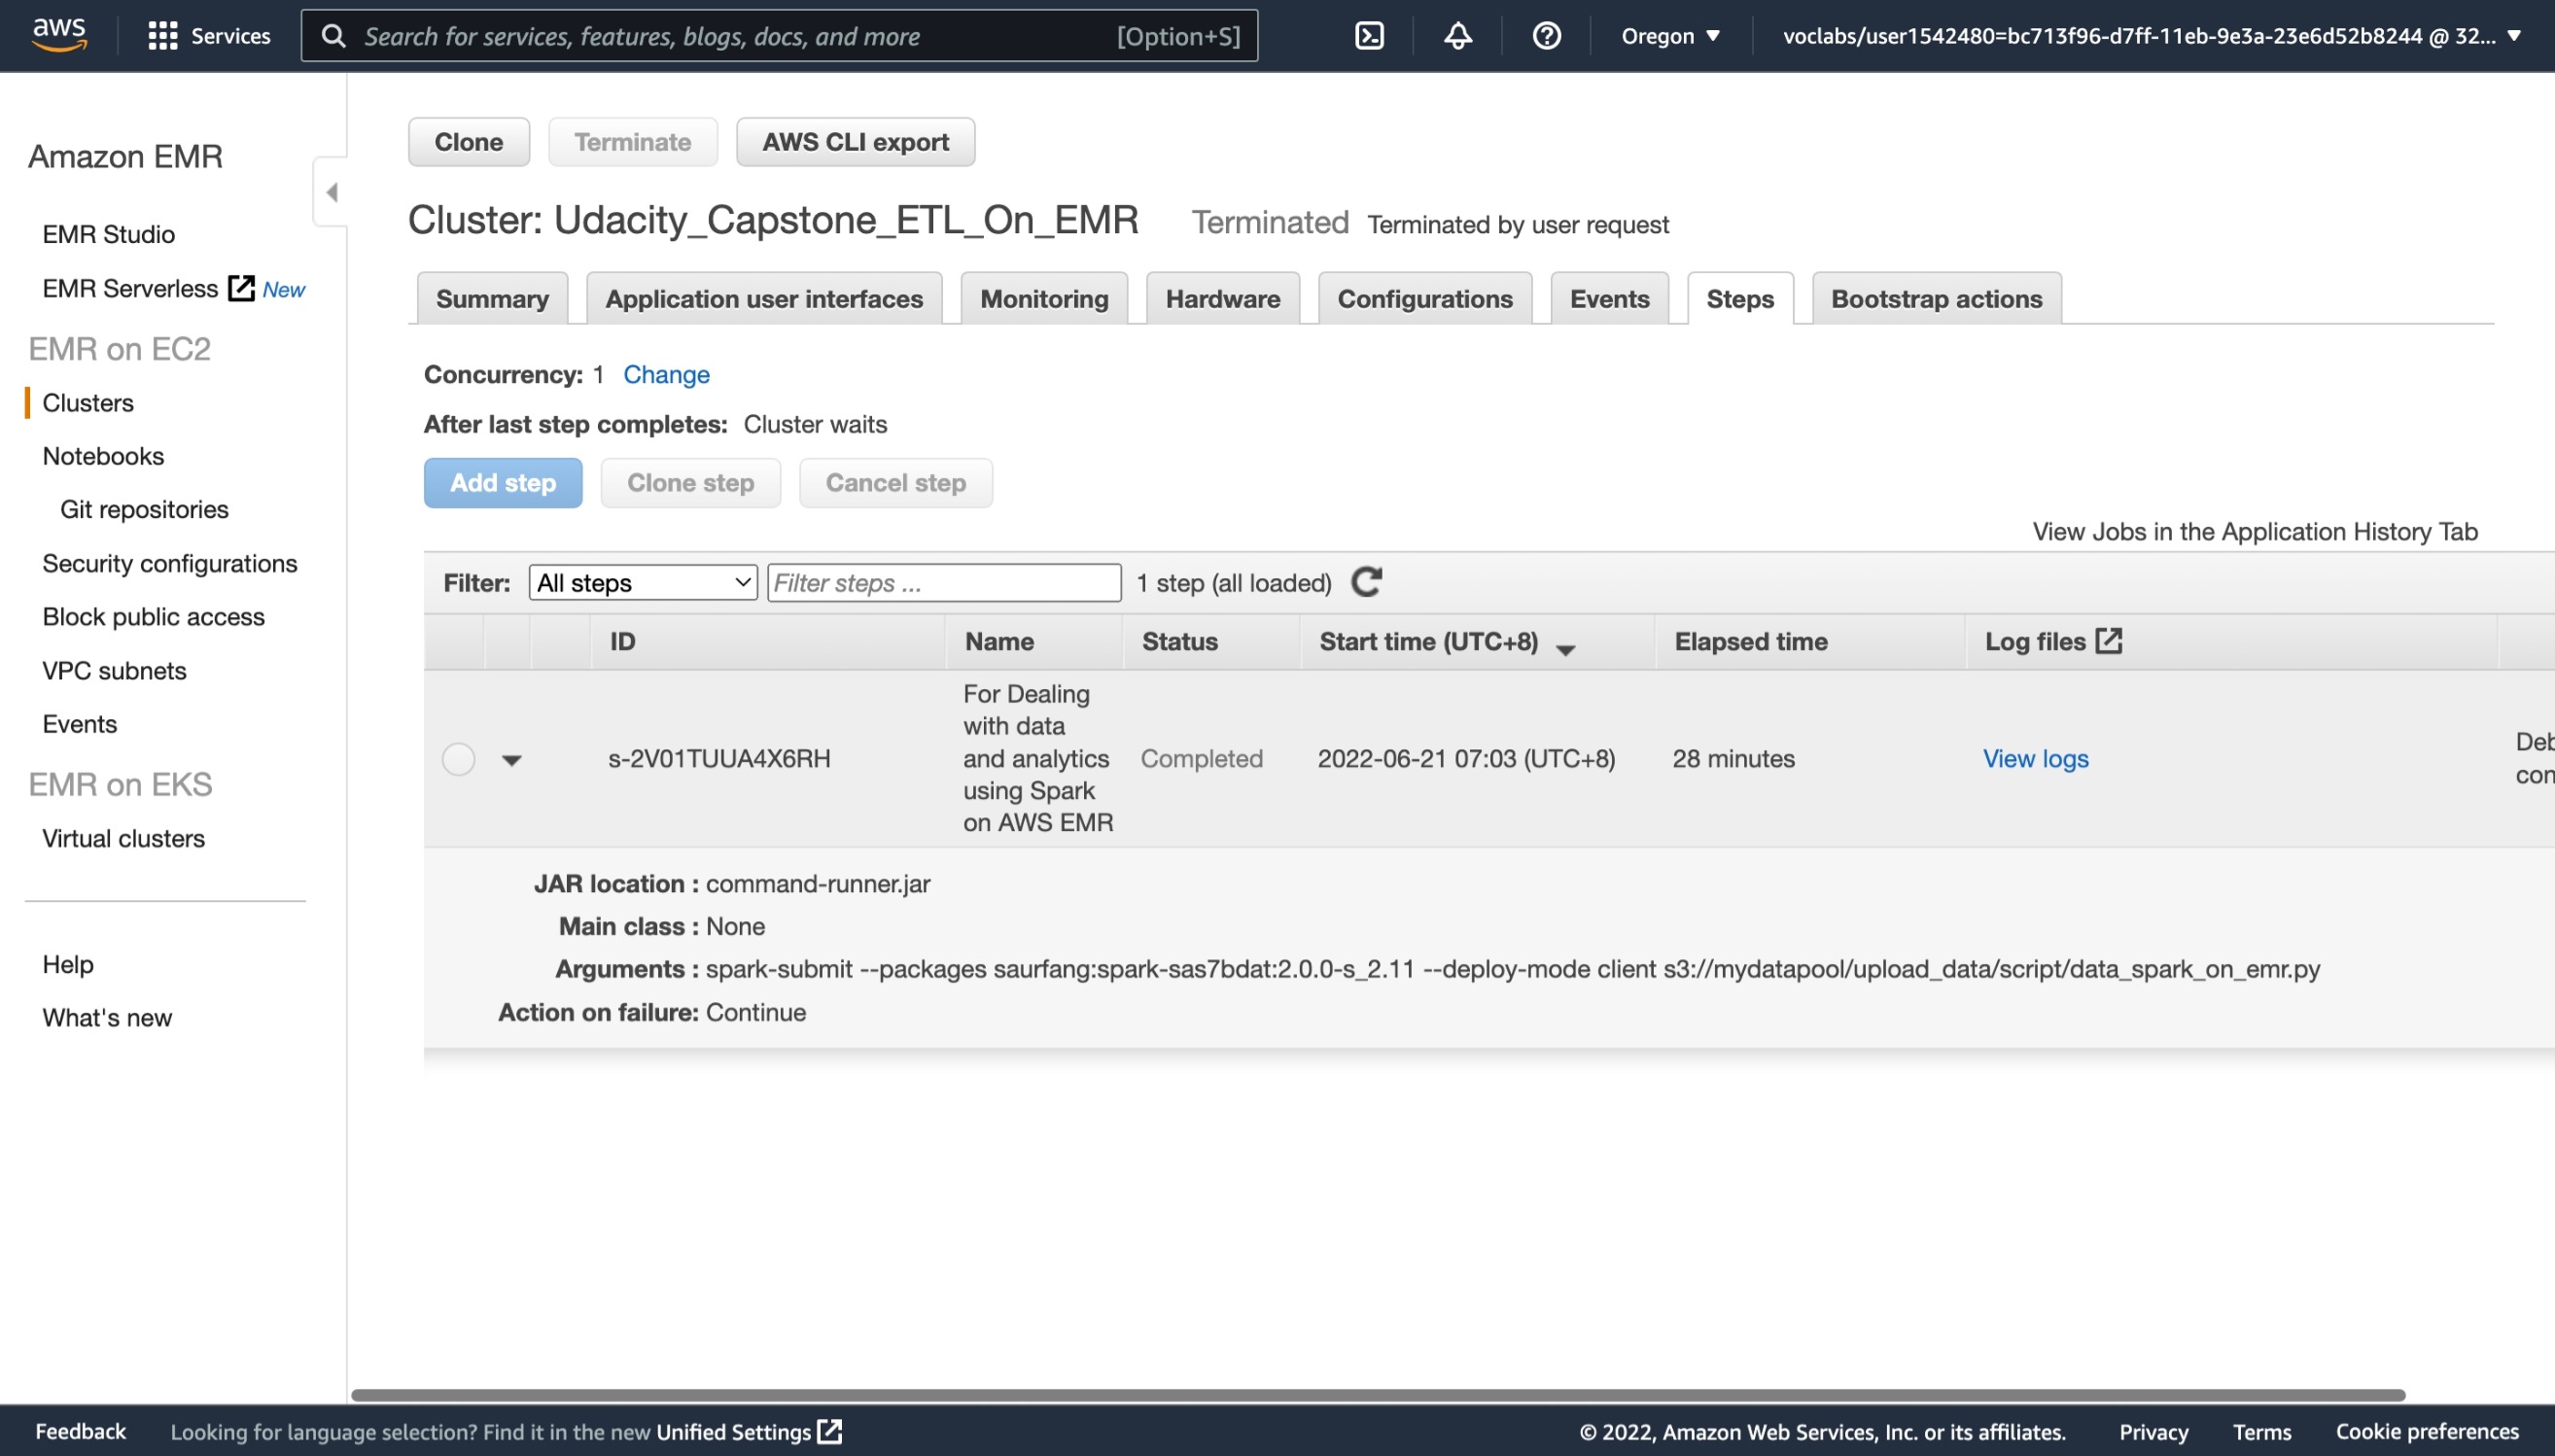 aws
Services
Search for services, features, blogs, docs, and more
[Option+S]
Oregon
voclabs/user1542480=bc713f96-d7ff-11eb-9e3a-23e6d52b8244 @ 32...
Amazon EMR
EMR Studio
EMR Serverless New
EMR on EC2
Clusters
Notebooks
Git repositories
Security configurations
Block public access
VPC subnets
Events
EMR on EKS
Virtual clusters
Help
What's new
Clone Terminate AWS CLI export
Cluster: Udacity_Capstone_ETL_On_EMR Terminated Terminated by user request
Summary Application user interfaces Monitoring Hardware Configurations Events Steps Bootstrap actions
Concurrency: 1 Change
After last step completes: Cluster waits
Add step Clone step Cancel step
View Jobs in the Application History Tab
Filter: All steps Filter steps ... 1 step (all loaded)
ID Name Status Start time (UTC+8) Elapsed time Log files
s-2V01TUUA4X6RH
For Dealing
with data
and analytics
using Spark
on AWS EMR
Completed
2022-06-21 07:03 (UTC+8)
28 minutes
View logs
Deb
con
JAR location : command-runner.jar
Main class : None
Arguments : spark-submit --packages saurfang:spark-sas7bdat:2.0.0-s_2.11 --deploy-mode client s3://mydatapool/upload_data/script/data_spark_on_emr.py
Action on failure: Continue
Feedback Looking for language selection? Find it in the new Unified Settings © 2022, Amazon Web Services, Inc. or its affiliates. Privacy Terms Cookie preferences